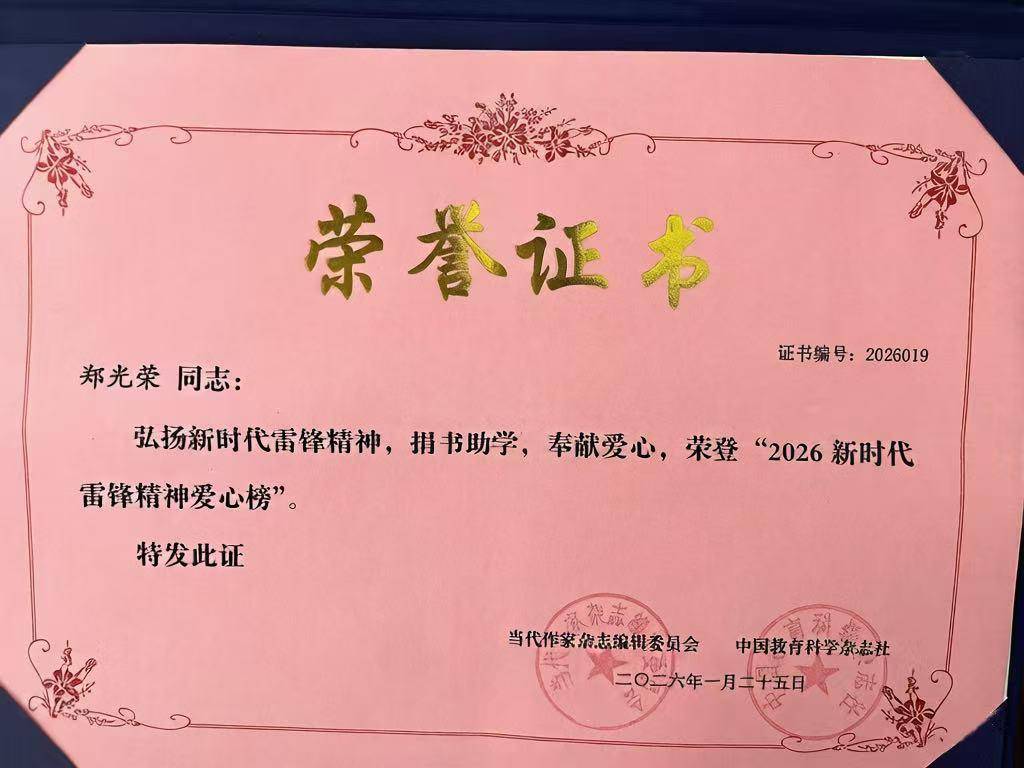 荣誉证书
证书编号：2026019
郑光荣 同志：
弘扬新时代雷锋精神，捐书助学，奉献爱心，荣登“2026 新时代
雷锋精神爱心榜”。
特发此证
当代作家杂志编辑委员会 中国教育科学杂志社
二〇二六年一月二十五日